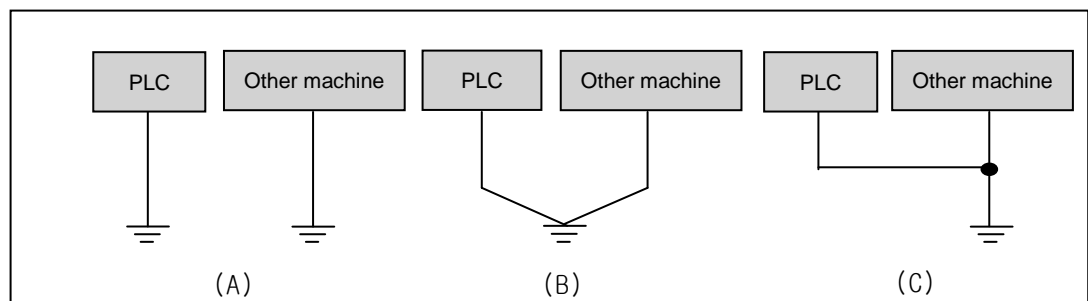 PLC Other machine PLC Other machine PLC Other machine
(A) (B) (C)